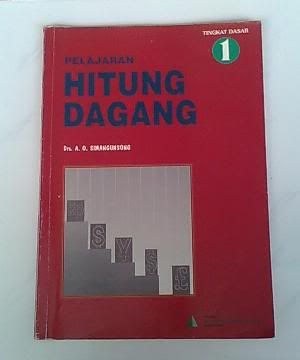 TINGKAT DASAR
1
PELAJARAN
HITUNG
DAGANG
Drs. A. O. SIMANGUNSONG